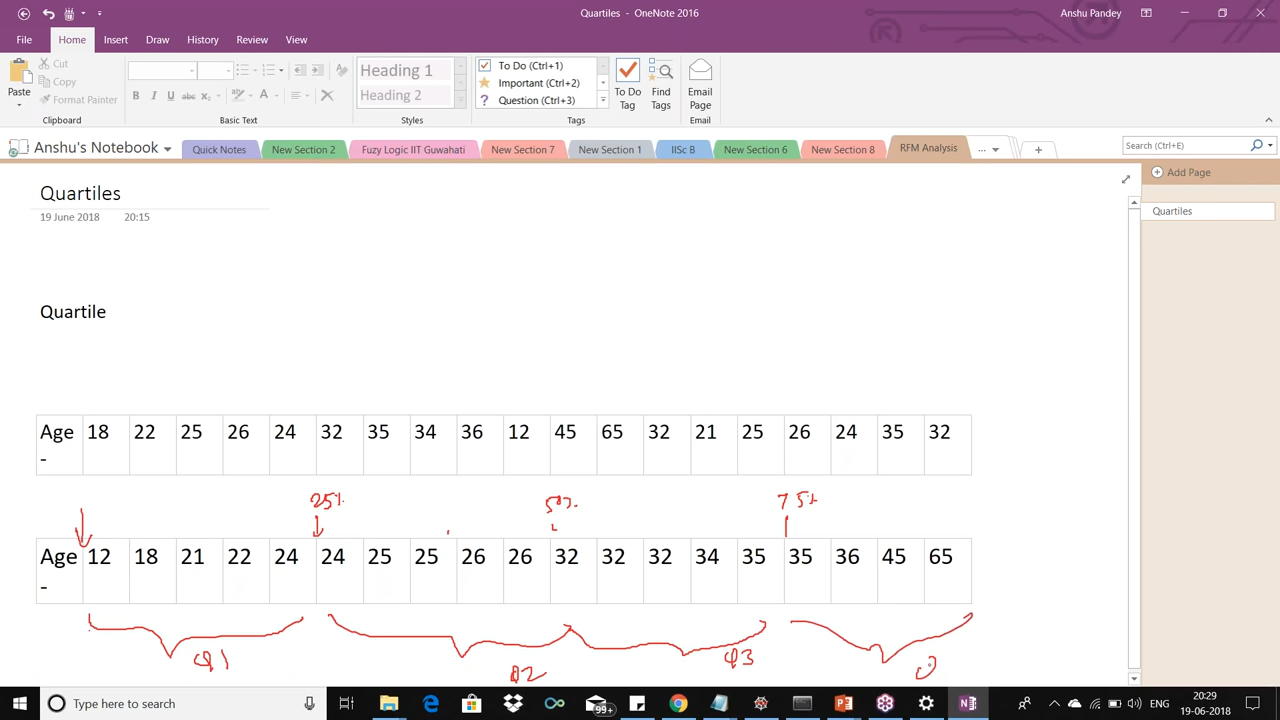 Quartiles - OneNote 2016
Anshu Pandey
File Home Insert Draw History Review View
Paste
Cut
Copy
Format Painter
Clipboard
B I U abc x₂ A
Basic Text
Heading 1
Heading 2
Styles
To Do (Ctrl+1)
Important (Ctrl+2)
Question (Ctrl+3)
To Do Tag
Find Tags
Tags
Email Page
Email
Anshu's Notebook Quick Notes New Section 2 Fuzy Logic IIT Guwahati New Section 7 New Section 1 IISc B New Section 6 New Section 8 RFM Analysis ... + Search (Ctrl+E)
Add Page
Quartiles
Quartiles
19 June 2018 20:15
Quartile
Age - 18 22 25 26 24 32 35 34 36 12 45 65 32 21 25 26 24 35 32
25% 50% 75%
Age - 12 18 21 22 24 24 25 25 26 26 32 32 32 34 35 35 36 45 65
Q1 Q2 Q3
Type here to search
99+
ENG
20:29
19-06-2018